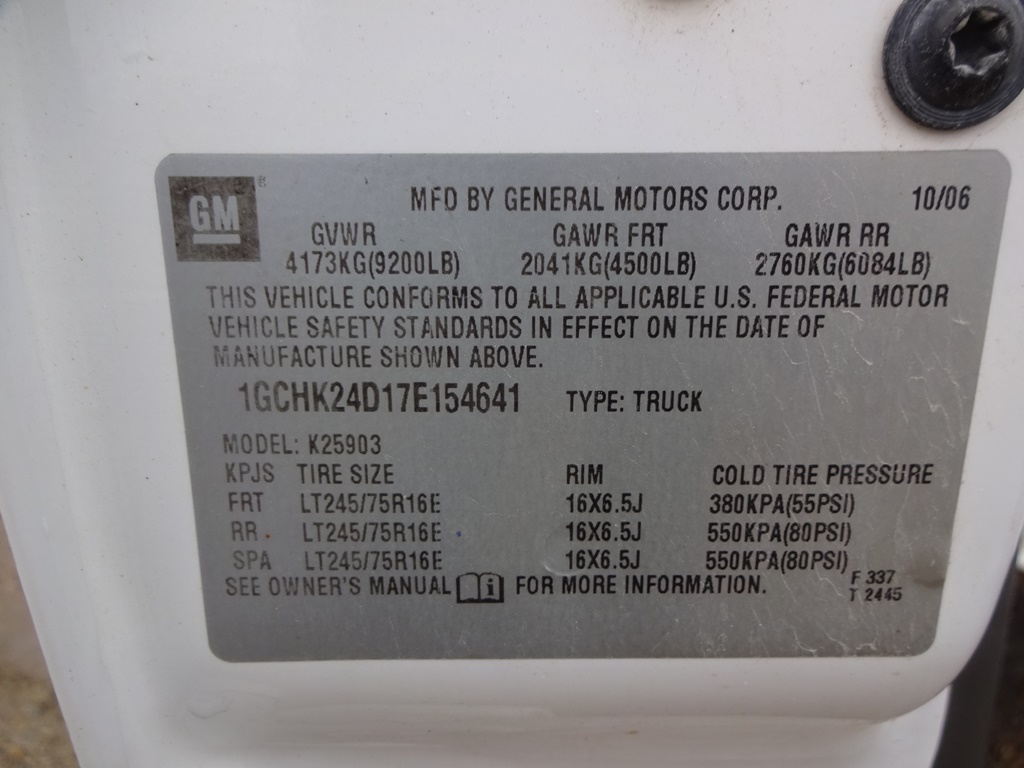 GM ® MFD BY GENERAL MOTORS CORP. 10/06
GVWR GAWR FRT GAWR RR
4173KG(9200LB) 2041KG(4500LB) 2760KG(6084LB)
THIS VEHICLE CONFORMS TO ALL APPLICABLE U.S. FEDERAL MOTOR
VEHICLE SAFETY STANDARDS IN EFFECT ON THE DATE OF
MANUFACTURE SHOWN ABOVE.
1GCHK24D17E154641 TYPE: TRUCK
MODEL: K25903
KPJS TIRE SIZE RIM COLD TIRE PRESSURE
FRT LT245/75R16E 16X6.5J 380KPA(55PSI)
RR LT245/75R16E 16X6.5J 550KPA(80PSI)
SPA LT245/75R16E 16X6.5J 550KPA(80PSI)
SEE OWNER'S MANUAL i FOR MORE INFORMATION. F 337
T 2445